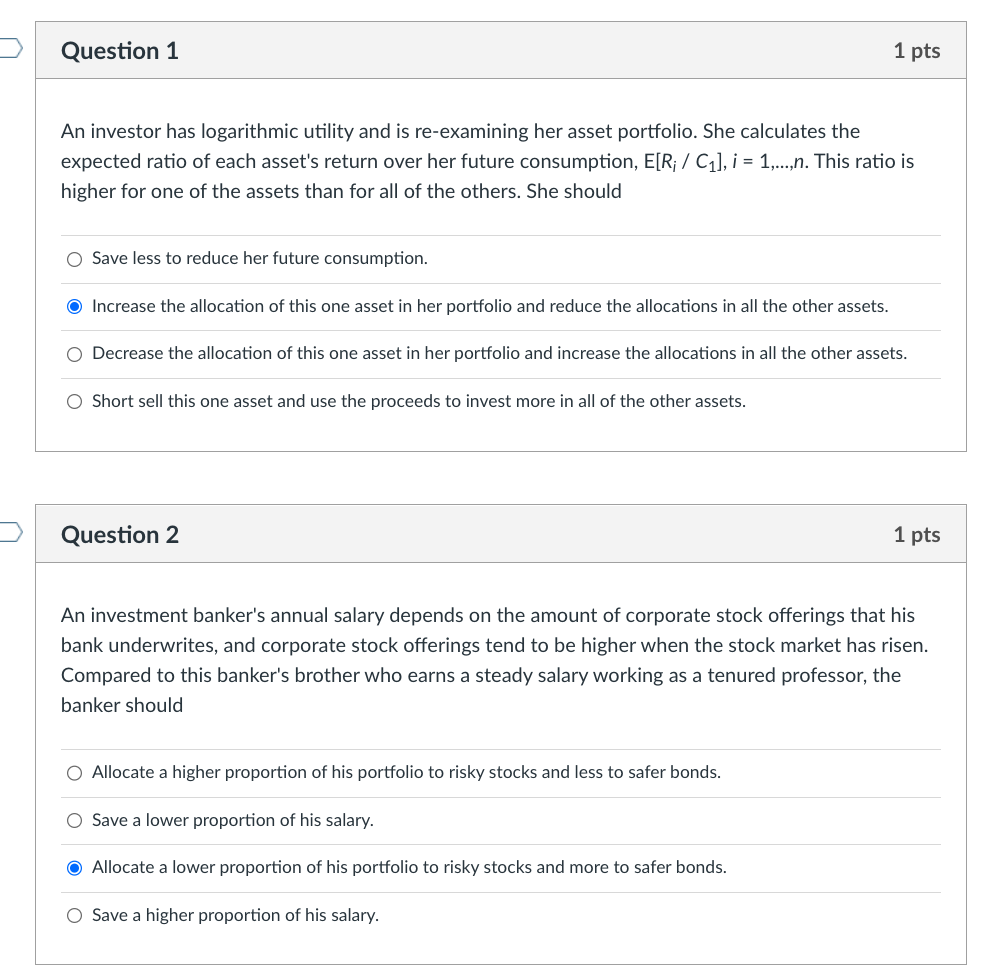 Question 1
1 pts
An investor has logarithmic utility and is re-examining her asset portfolio. She calculates the
expected ratio of each asset's return over her future consumption, E[Ri / C1], i = 1,...,n. This ratio is
higher for one of the assets than for all of the others. She should
Save less to reduce her future consumption.
Increase the allocation of this one asset in her portfolio and reduce the allocations in all the other assets.
Decrease the allocation of this one asset in her portfolio and increase the allocations in all the other assets.
Short sell this one asset and use the proceeds to invest more in all of the other assets.
Question 2
1 pts
An investment banker's annual salary depends on the amount of corporate stock offerings that his
bank underwrites, and corporate stock offerings tend to be higher when the stock market has risen.
Compared to this banker's brother who earns a steady salary working as a tenured professor, the
banker should
Allocate a higher proportion of his portfolio to risky stocks and less to safer bonds.
Save a lower proportion of his salary.
Allocate a lower proportion of his portfolio to risky stocks and more to safer bonds.
Save a higher proportion of his salary.